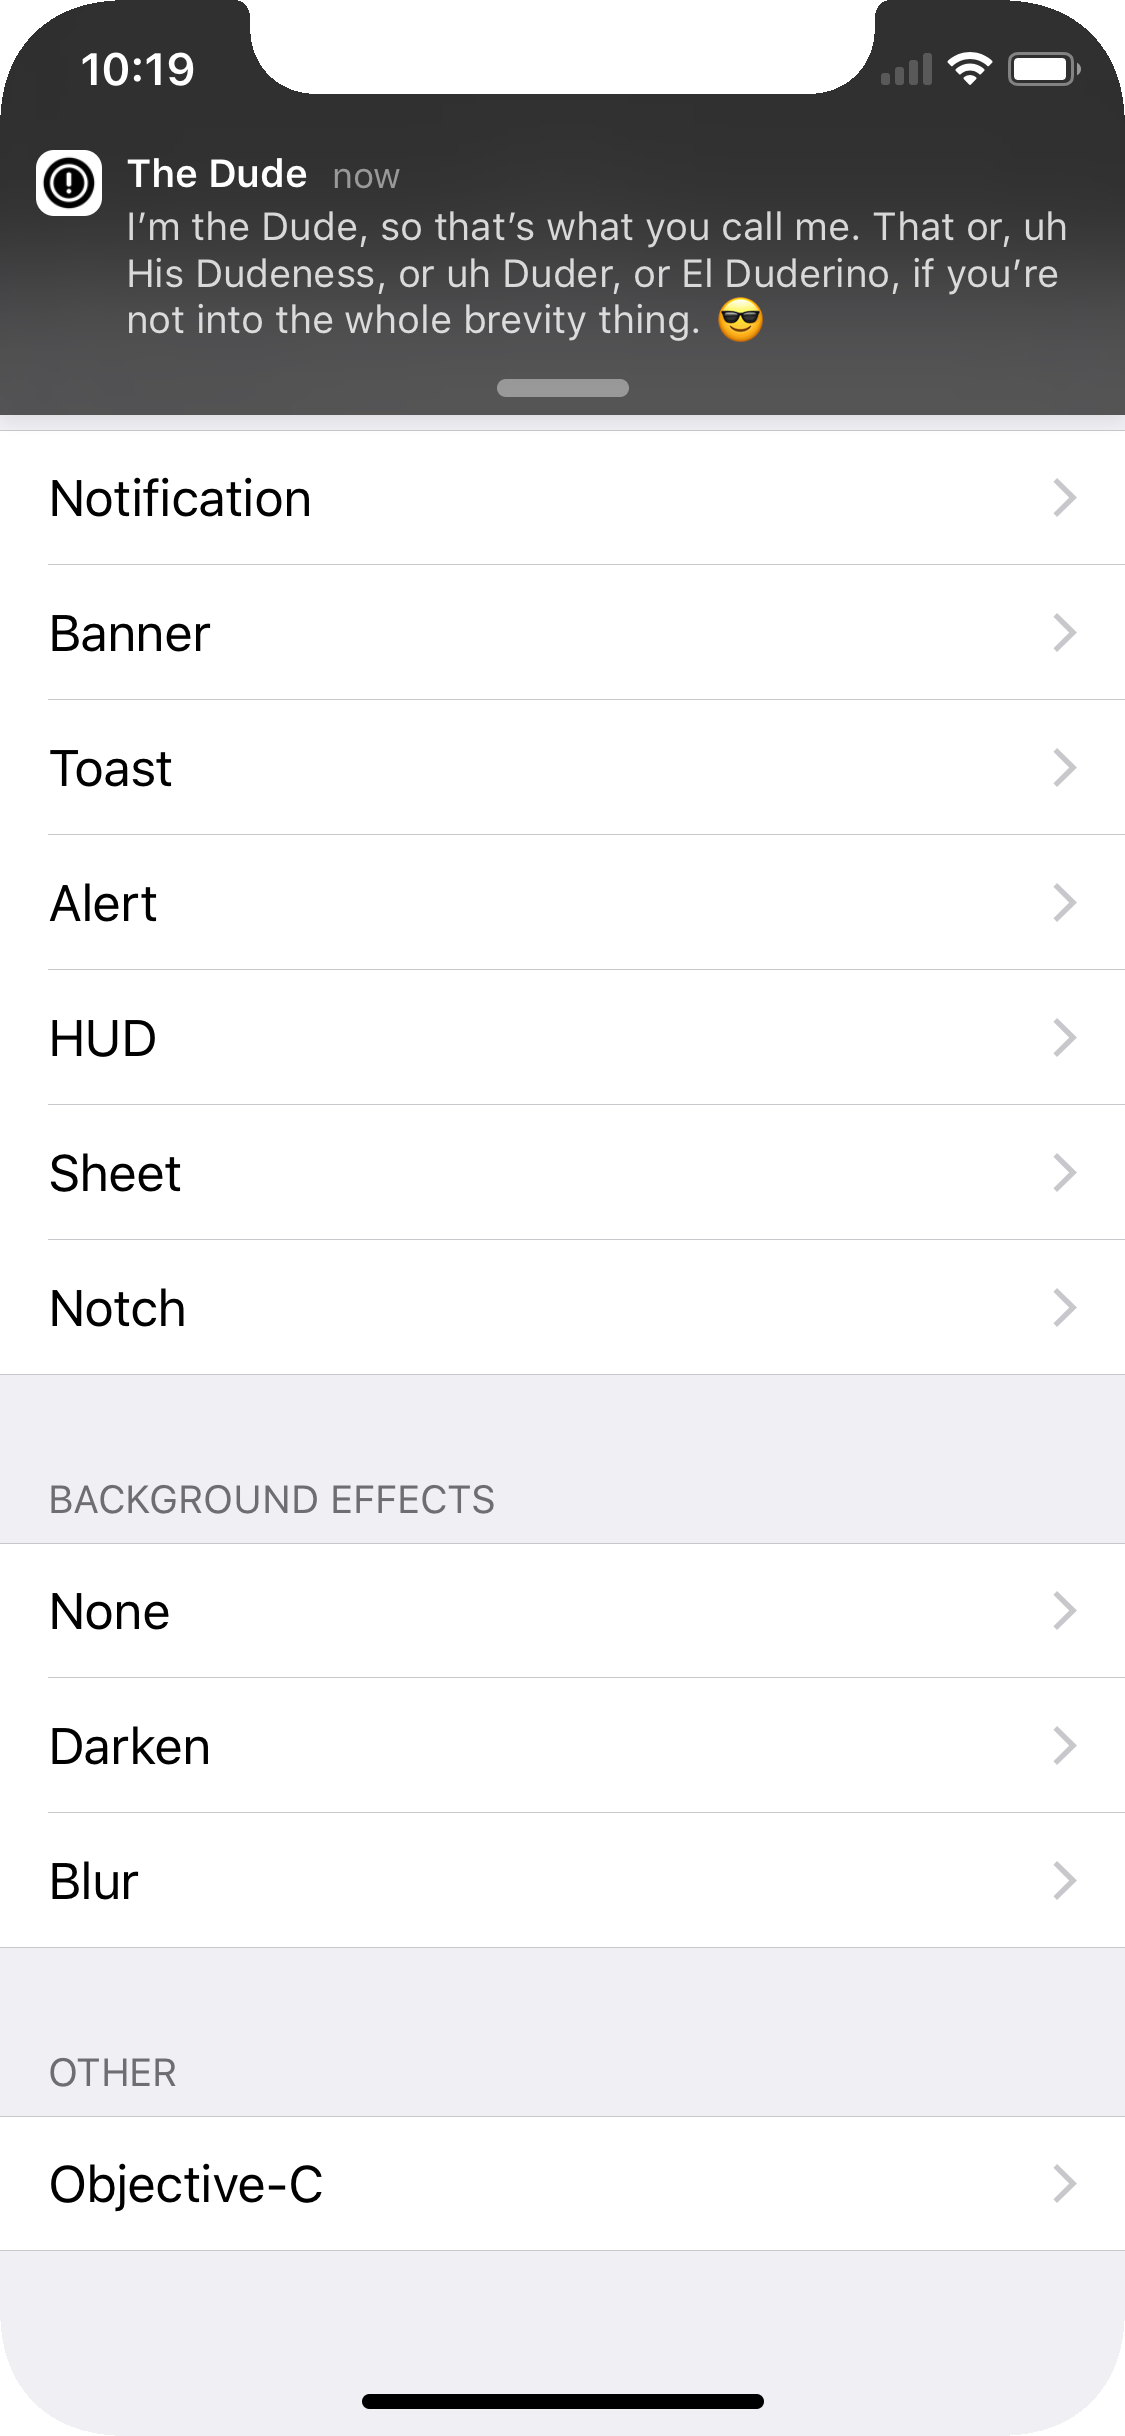 10:19
The Dude now
I’m the Dude, so that’s what you call me. That or, uh
His Dudeness, or uh Duder, or El Duderino, if you’re
not into the whole brevity thing. 😎
Notification
Banner
Toast
Alert
HUD
Sheet
Notch
BACKGROUND EFFECTS
None
Darken
Blur
OTHER
Objective-C